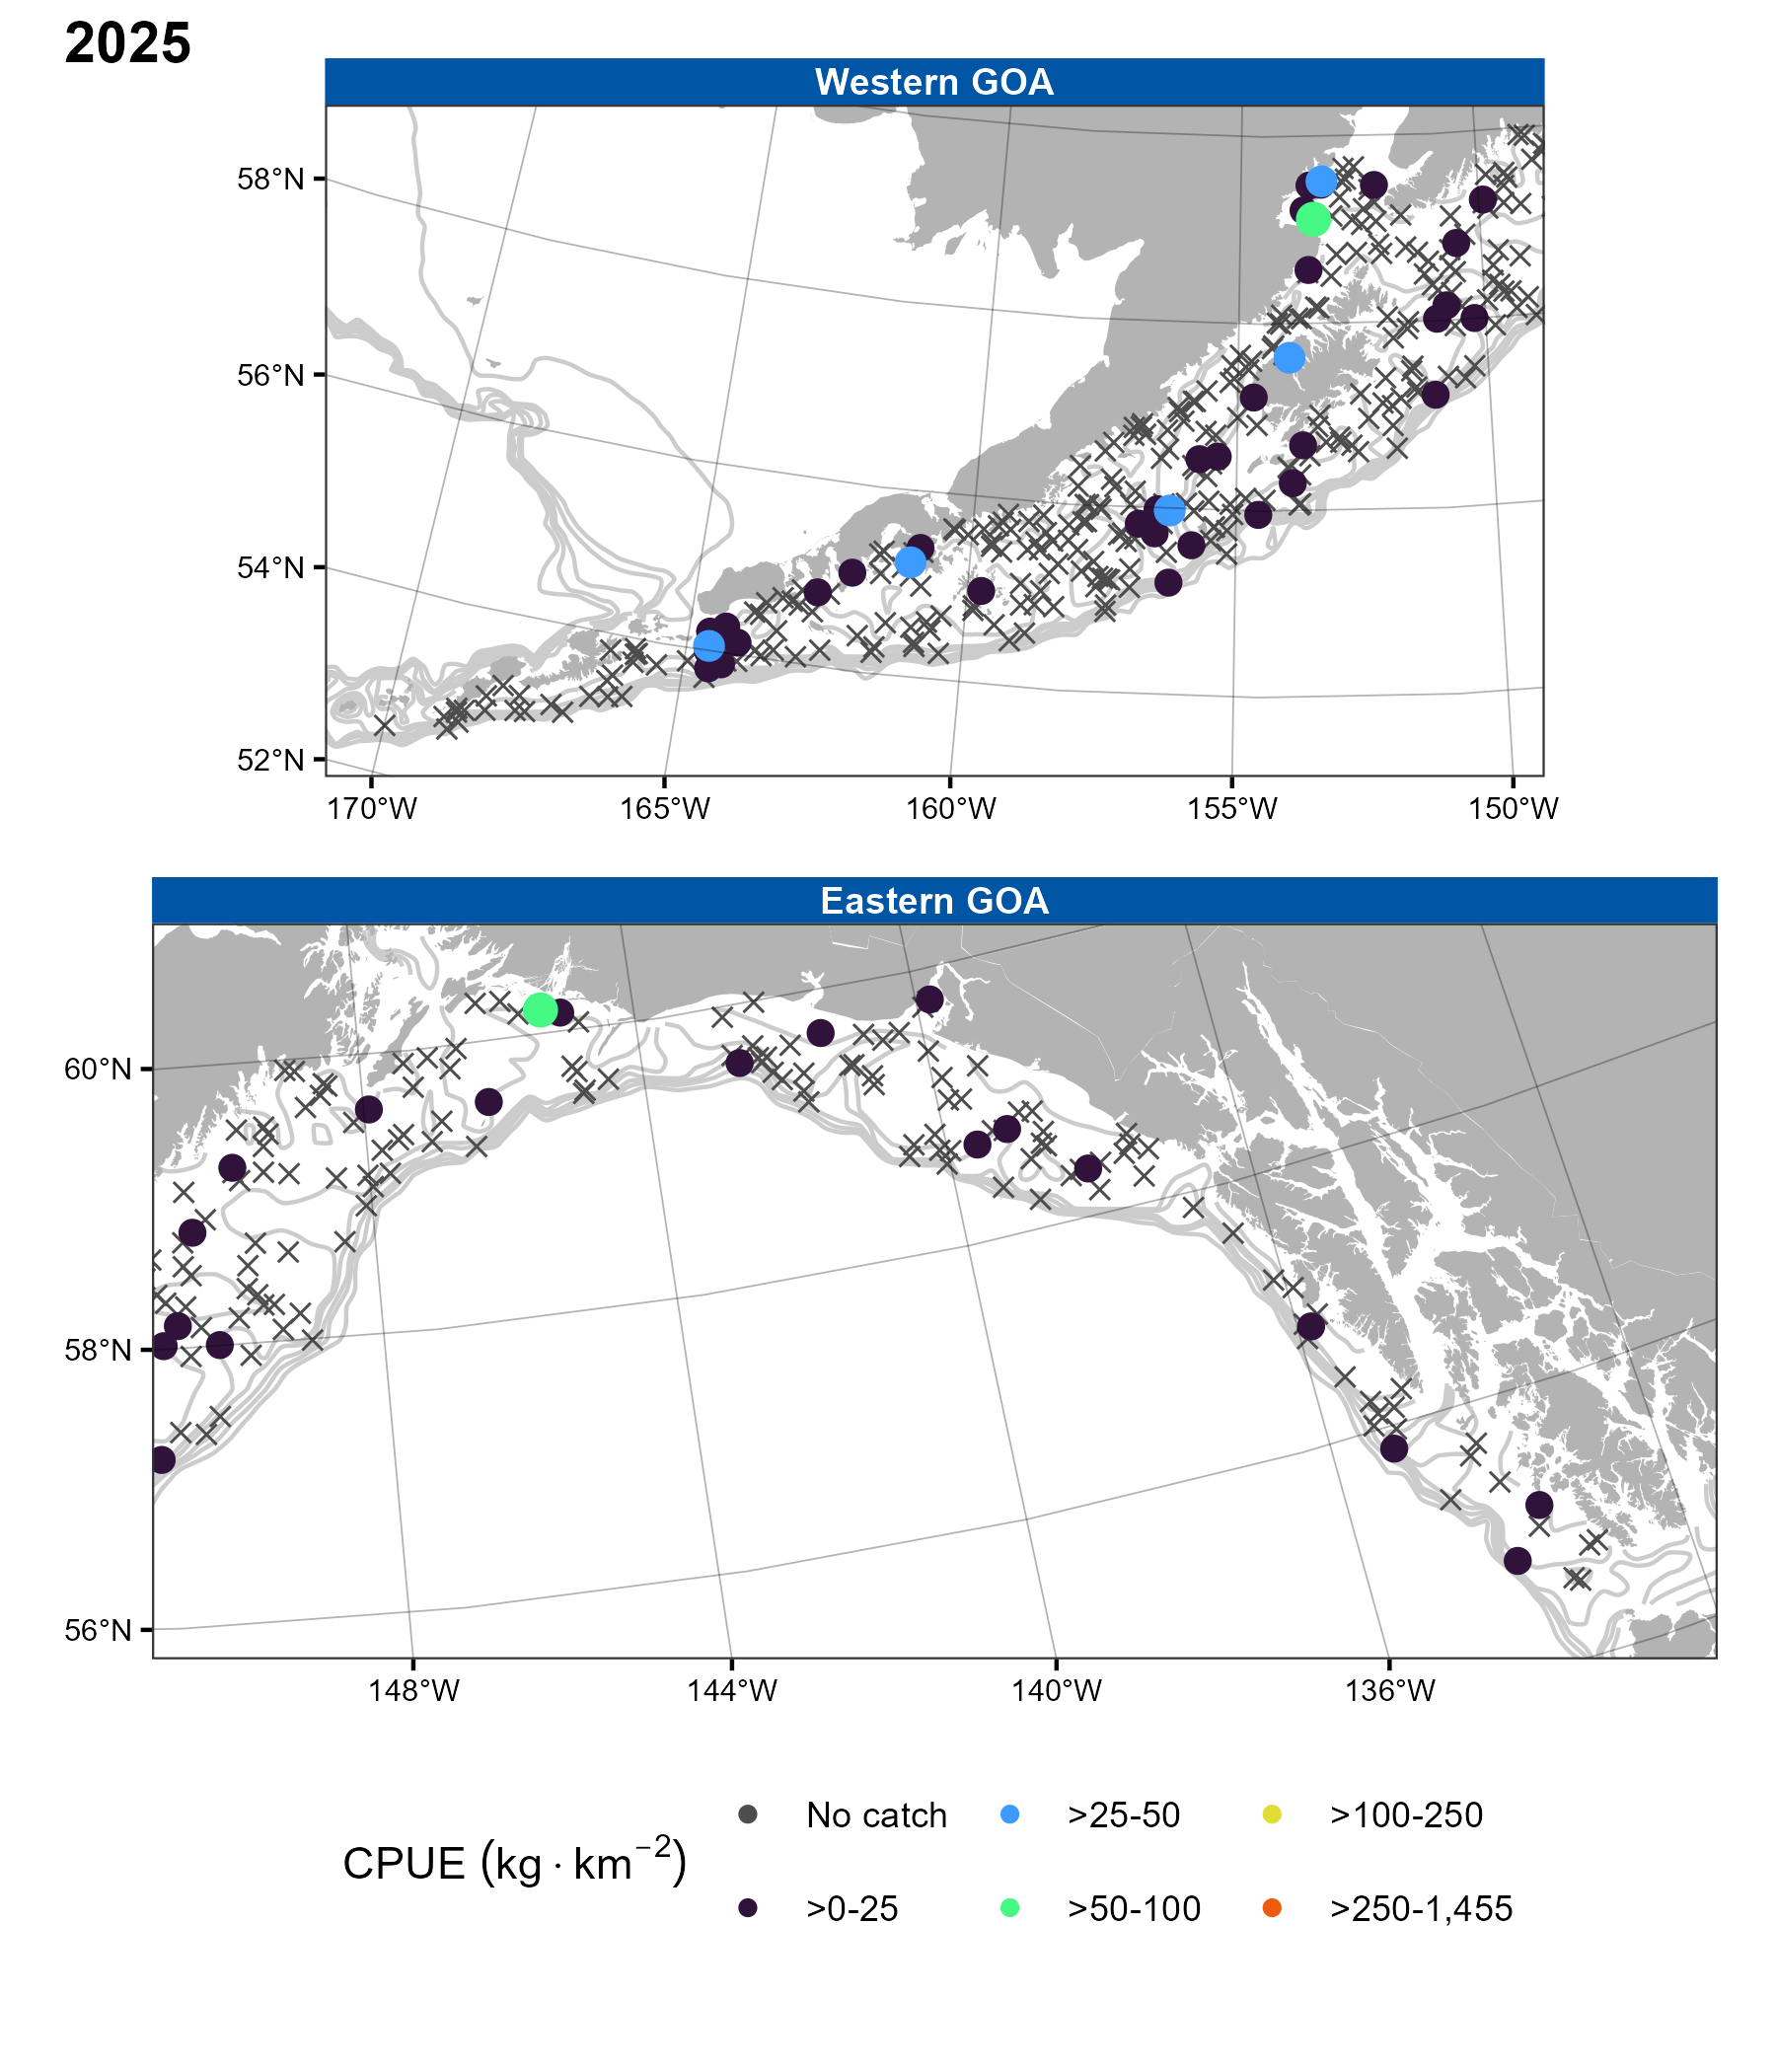 2025
Western GOA
58°N
56°N
54°N
52°N
170°W 165°W 160°W 155°W 150°W
Eastern GOA
60°N
58°N
56°N
148°W 144°W 140°W 136°W
CPUE (kg · km⁻²)
No catch >25-50 >100-250
>0-25 >50-100 >250-1,455